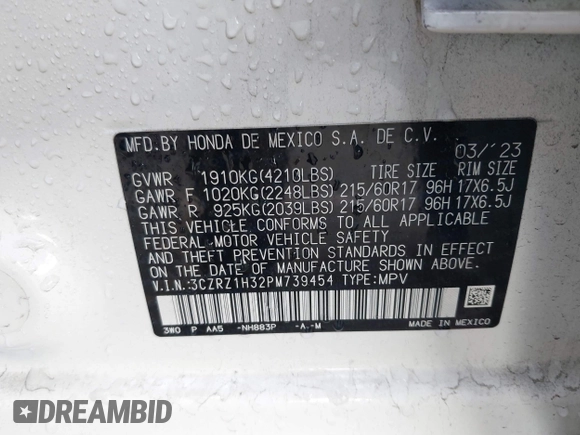 MFD.BY HONDA DE MEXICO S.A. DE C.V. 03/'23
GVWR 1910KG(4210LBS) TIRE SIZE RIM SIZE
GAWR F 1020KG(2248LBS) 215/60R17 96H 17X6.5J
GAWR R 925KG(2039LBS) 215/60R17 96H 17X6.5J
THIS VEHICLE CONFORMS TO ALL APPLICABLE
FEDERAL MOTOR VEHICLE SAFETY
AND THEFT PREVENTION STANDARDS IN EFFECT
ON THE DATE OF MANUFACTURE SHOWN ABOVE.
V.I.N.:3CZRZ1H32PM739454 TYPE:MPV
3W0 P AA5 -NH883P -A.-M
MADE IN MEXICO
DREAMBID